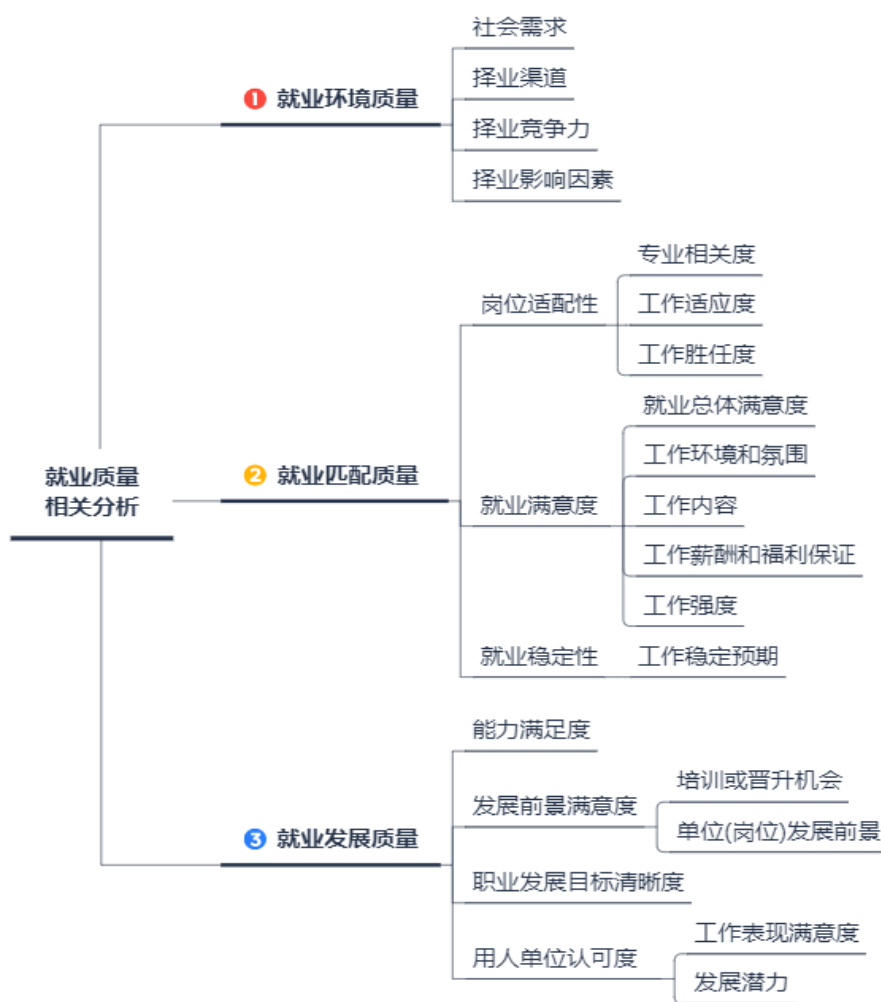 社会需求
择业渠道
❶ 就业环境质量
择业竞争力
择业影响因素
专业相关度
岗位适配性
工作适应度
工作胜任度
就业总体满意度
工作环境和氛围
就业质量
相关分析
❷ 就业匹配质量
就业满意度
工作内容
工作薪酬和福利保证
工作强度
就业稳定性
工作稳定预期
能力满足度
培训或晋升机会
发展前景满意度
单位(岗位)发展前景
❸ 就业发展质量
职业发展目标清晰度
工作表现满意度
用人单位认可度
发展潜力